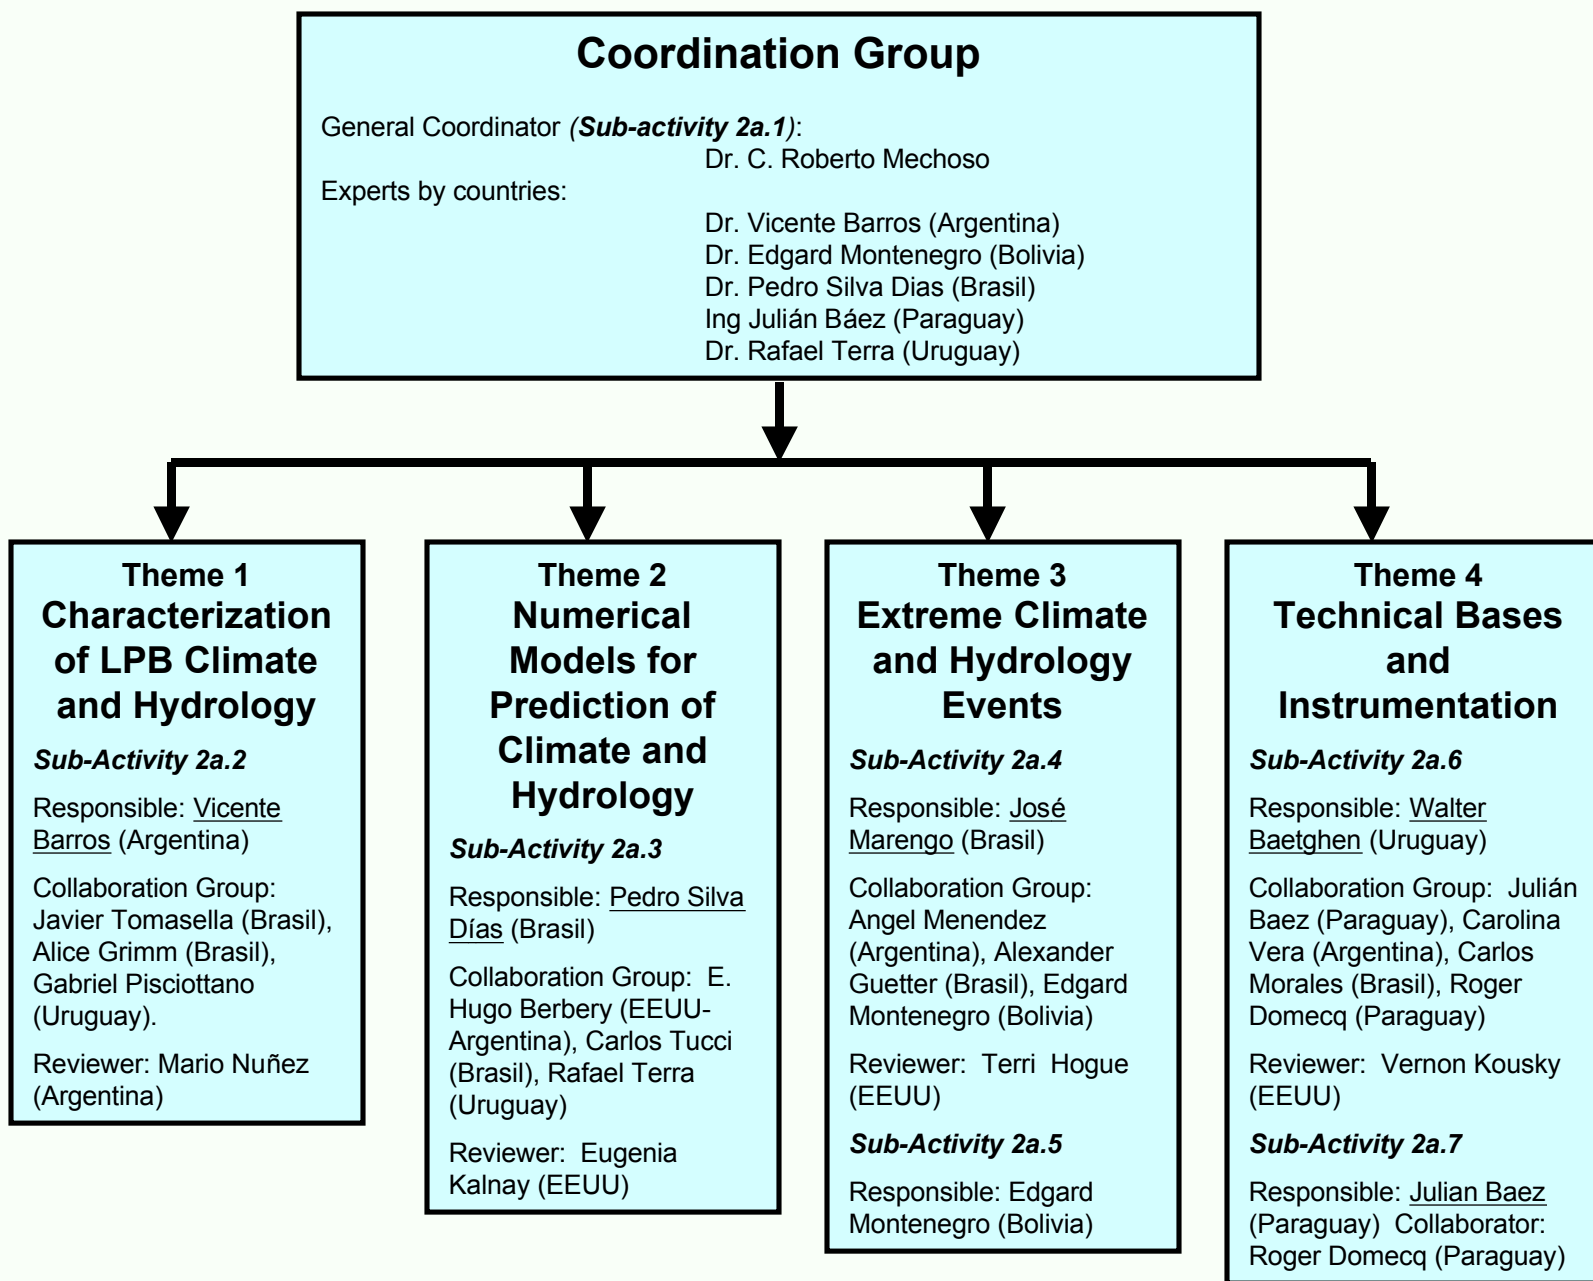 Coordination Group
General Coordinator (Sub-activity 2a.1):
Dr. C. Roberto Mechoso
Experts by countries:
Dr. Vicente Barros (Argentina)
Dr. Edgard Montenegro (Bolivia)
Dr. Pedro Silva Dias (Brasil)
Ing Julián Báez (Paraguay)
Dr. Rafael Terra (Uruguay)
Theme 1
Characterization
of LPB Climate
and Hydrology
Sub-Activity 2a.2
Responsible: Vicente
Barros (Argentina)
Collaboration Group:
Javier Tomasella (Brasil),
Alice Grimm (Brasil),
Gabriel Pisciottano
(Uruguay).
Reviewer: Mario Nuñez
(Argentina)
Theme 2
Numerical
Models for
Prediction of
Climate and
Hydrology
Sub-Activity 2a.3
Responsible: Pedro Silva
Días (Brasil)
Collaboration Group: E.
Hugo Berbery (EEUU-
Argentina), Carlos Tucci
(Brasil), Rafael Terra
(Uruguay)
Reviewer: Eugenia
Kalnay (EEUU)
Theme 3
Extreme Climate
and Hydrology
Events
Sub-Activity 2a.4
Responsible: José
Marengo (Brasil)
Collaboration Group:
Angel Menendez
(Argentina), Alexander
Guetter (Brasil), Edgard
Montenegro (Bolivia)
Reviewer: Terri Hogue
(EEUU)
Sub-Activity 2a.5
Responsible: Edgard
Montenegro (Bolivia)
Theme 4
Technical Bases
and
Instrumentation
Sub-Activity 2a.6
Responsible: Walter
Baetghen (Uruguay)
Collaboration Group: Julián
Baez (Paraguay), Carolina
Vera (Argentina), Carlos
Morales (Brasil), Roger
Domecq (Paraguay)
Reviewer: Vernon Kousky
(EEUU)
Sub-Activity 2a.7
Responsible: Julian Baez
(Paraguay) Collaborator:
Roger Domecq (Paraguay)